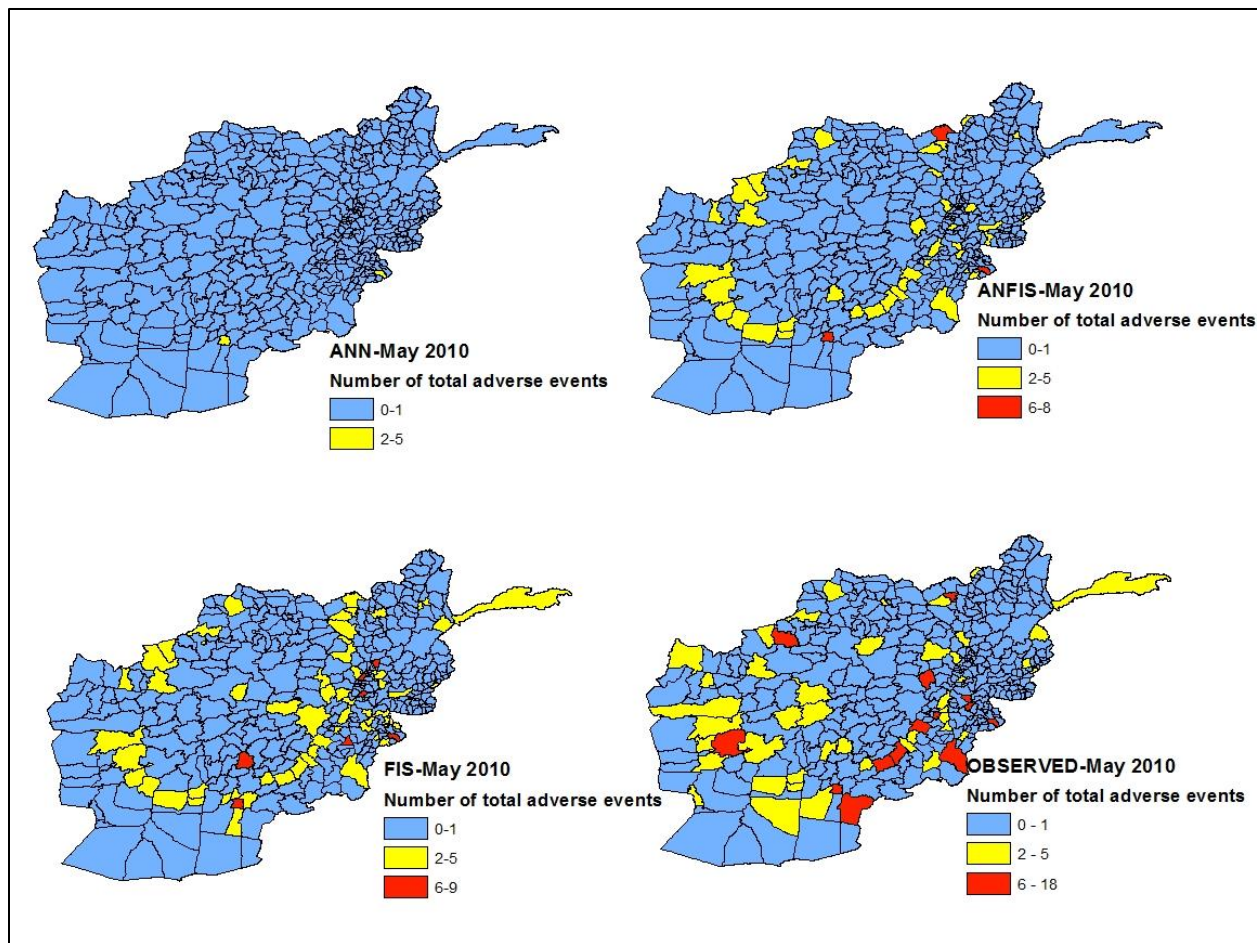 ANN-May 2010
Number of total adverse events
0-1
2-5
ANFIS-May 2010
Number of total adverse events
0-1
2-5
6-8
FIS-May 2010
Number of total adverse events
0-1
2-5
6-9
OBSERVED-May 2010
Number of total adverse events
0 - 1
2 - 5
6 - 18